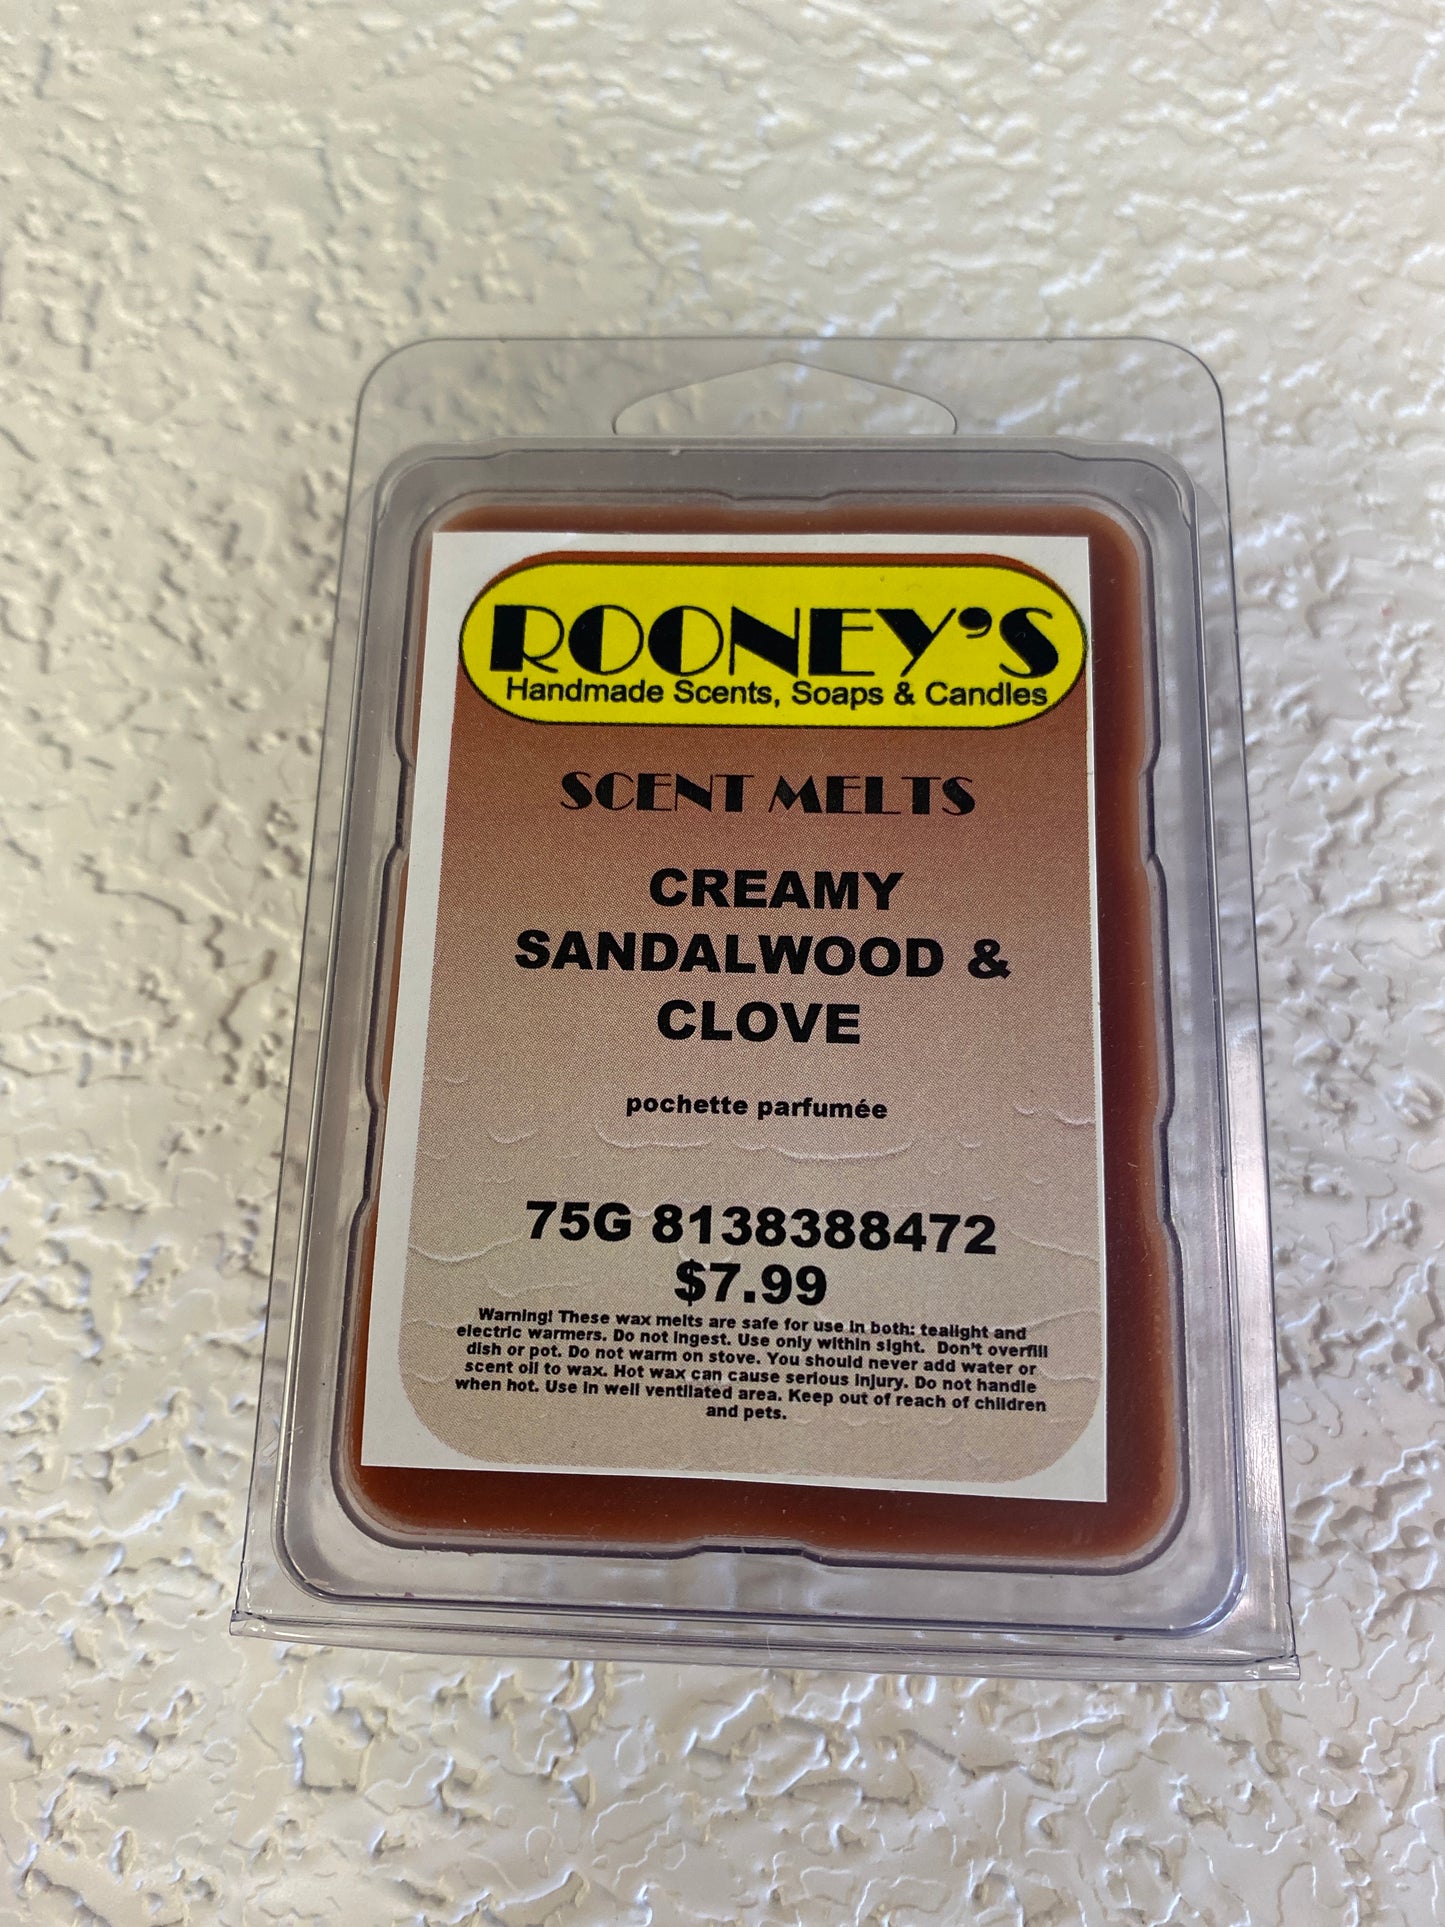 ROONEY'S
Handmade Scents, Soaps & Candles
SCENT MELTS
CREAMY
SANDALWOOD &
CLOVE
pochette parfumée
75G 8138388472
$7.99
Warning! These wax melts are safe for use in both: tealight and
electric warmers. Do not ingest. Use only within sight. Don't overfill
dish or pot. Do not warm on stove. You should never add water or
scent oil to wax. Hot wax can cause serious injury. Do not handle
when hot. Use in well ventilated area. Keep out of reach of children
and pets.